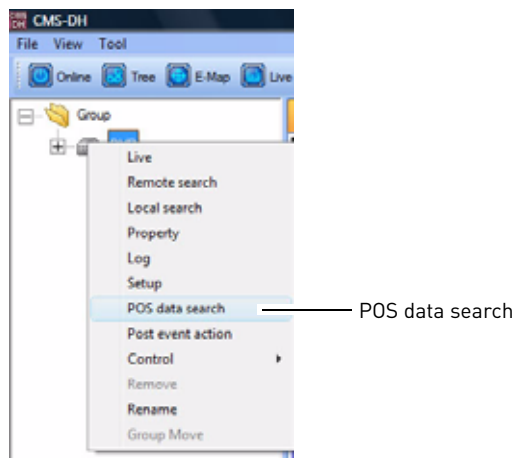 CMS-DH
File View Tool
Online Tree E-Map Live
Group
Live
Remote search
Local search
Property
Log
Setup
POS data search
POS data search
Post event action
Control
Remove
Rename
Group Move